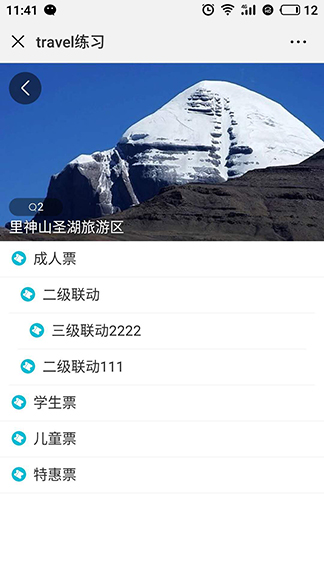 11:41
4G
12
travel练习
2
里神山圣湖旅游区
成人票
二级联动
三级联动2222
二级联动111
学生票
儿童票
特惠票